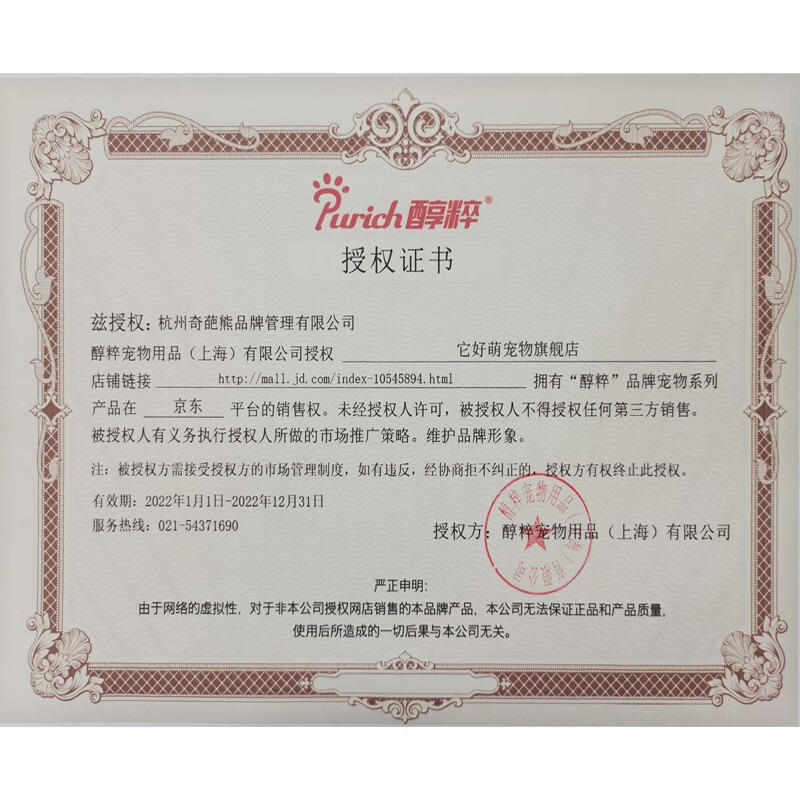 Purich醇粹®
授权证书
兹授权：杭州奇葩熊品牌管理有限公司
醇粹宠物用品（上海）有限公司授权 它好萌宠物旗舰店
店铺链接 http://mall.jd.com/index-10545894.html 拥有“醇粹”品牌宠物系列
产品在 京东 平台的销售权。未经授权人许可，被授权人不得授权任何第三方销售。
被授权人有义务执行授权人所做的市场推广策略。维护品牌形象。
注：被授权方需接受授权方的市场管理制度，如有违反，经协商拒不纠正的，授权方有权终止此授权。
有效期：2022年1月1日-2022年12月31日
服务热线：021-54371690
授权方：醇粹宠物用品（上海）有限公司
醇粹宠物用品（上海）有限公司
严正申明：
由于网络的虚拟性，对于非本公司授权网店销售的本品牌产品，本公司无法保证正品和产品质量，
使用后所造成的一切后果与本公司无关。